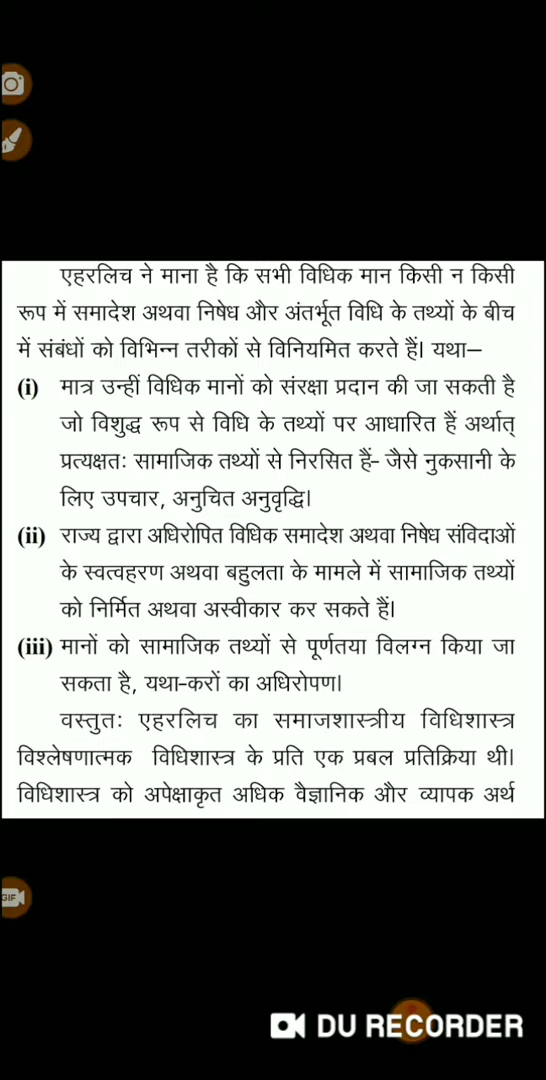 एहरलिच ने माना है कि सभी विधिक मान किसी न किसी
रूप में समादेश अथवा निषेध और अंतर्भूत विधि के तथ्यों के बीच
में संबंधों को विभिन्न तरीकों से विनियमित करते हैं। यथा—
(i) मात्र उन्हीं विधिक मानों को संरक्षा प्रदान की जा सकती है
जो विशुद्ध रूप से विधि के तथ्यों पर आधारित हैं अर्थात्
प्रत्यक्षतः सामाजिक तथ्यों से निरसित हैं- जैसे नुकसानी के
लिए उपचार, अनुचित अनुवृद्धि।
(ii) राज्य द्वारा अधिरोपित विधिक समादेश अथवा निषेध संविदाओं
के स्वत्वहरण अथवा बहुलता के मामले में सामाजिक तथ्यों
को निर्मित अथवा अस्वीकार कर सकते हैं।
(iii) मानों को सामाजिक तथ्यों से पूर्णतया विलग्न किया जा
सकता है, यथा-करों का अधिरोपण।
वस्तुतः एहरलिच का समाजशास्त्रीय विधिशास्त्र
विश्लेषणात्मक विधिशास्त्र के प्रति एक प्रबल प्रतिक्रिया थी।
विधिशास्त्र को अपेक्षाकृत अधिक वैज्ञानिक और व्यापक अर्थ
GIF
DU RECORDER